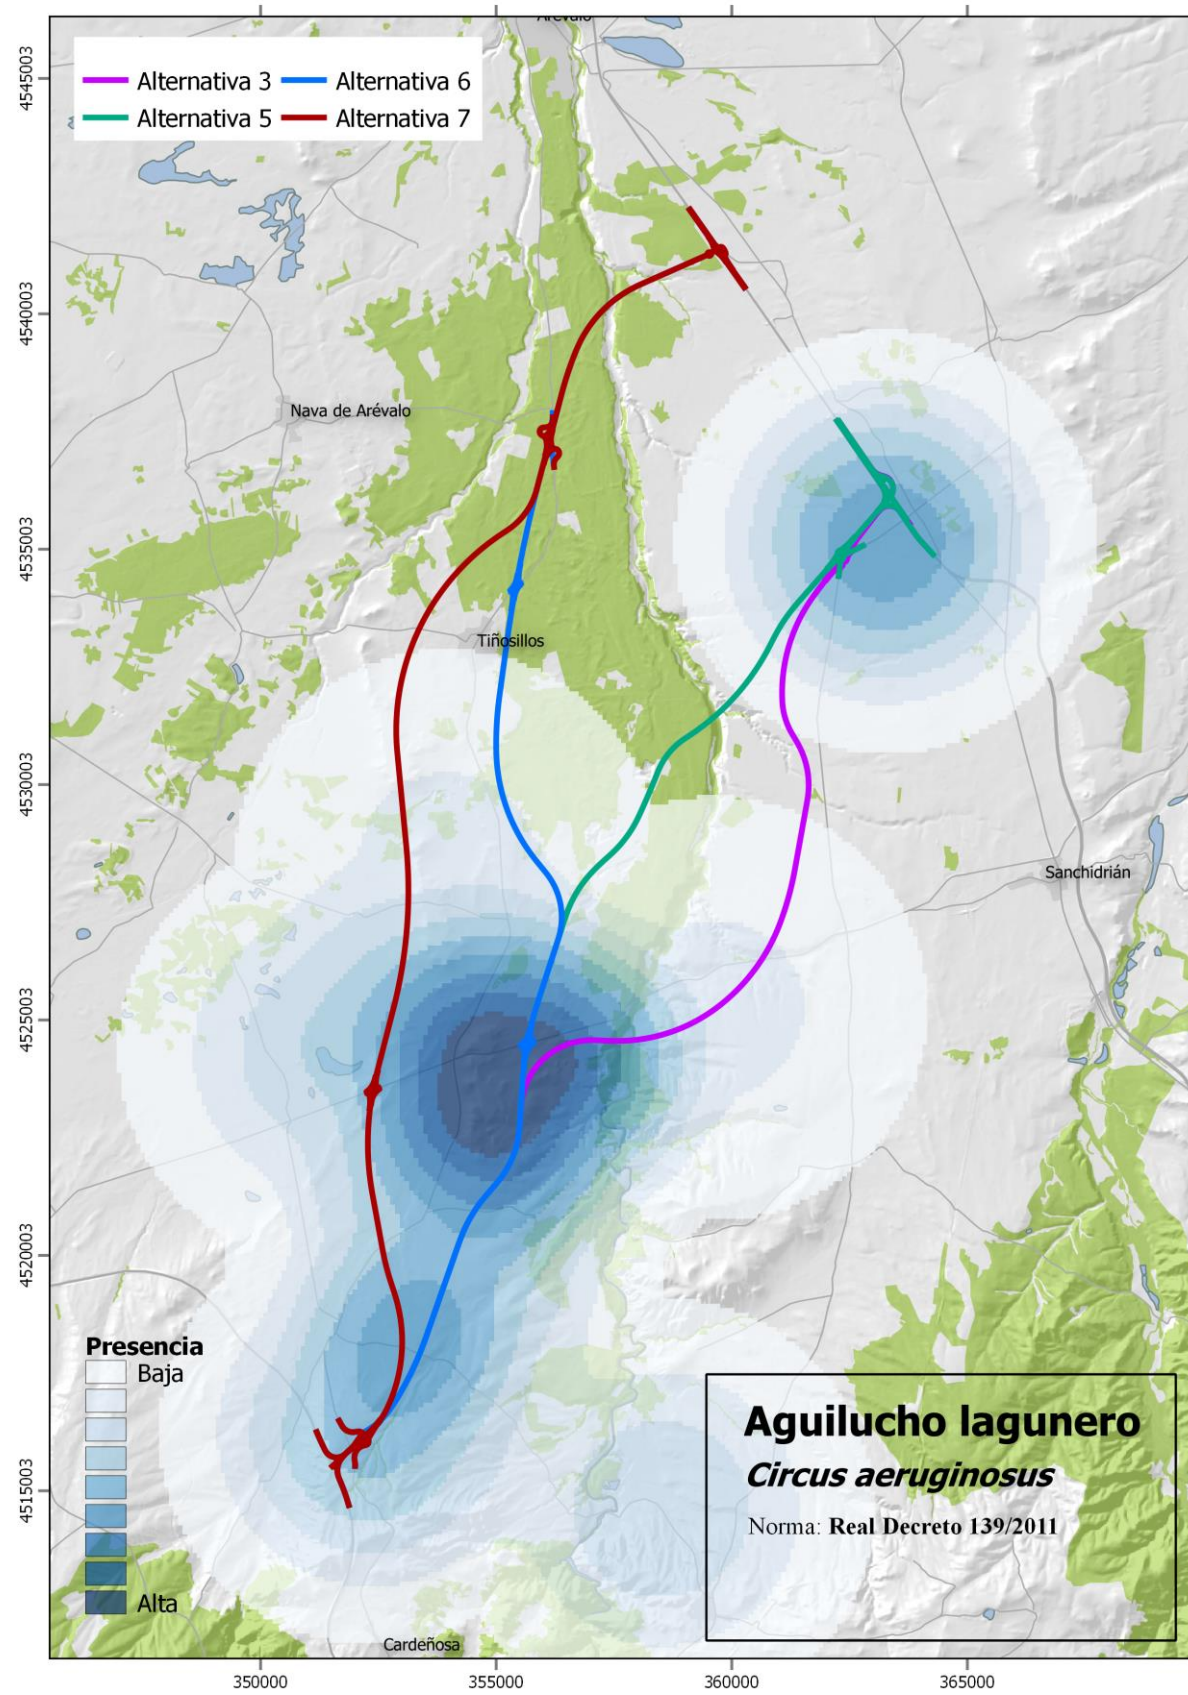 Arévalo
Alternativa 3
Alternativa 6
Alternativa 5
Alternativa 7
4545003
4540003
4535003
4530003
4525003
4520003
4515003
Nava de Arévalo
Tiñosillos
Sanchidrián
Cardeñosa
Presencia
Baja
Alta
Aguilucho lagunero
Circus aeruginosus
Norma: Real Decreto 139/2011
350000
355000
360000
365000